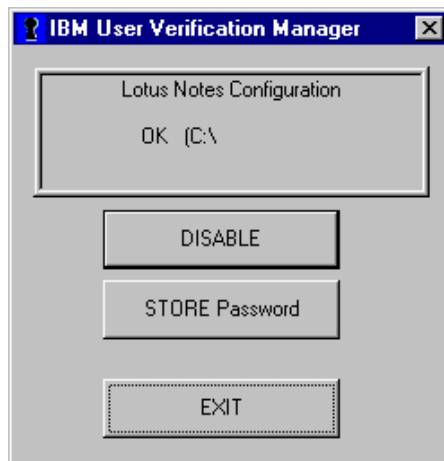 IBM User Verification Manager
Lotus Notes Configuration
OK (C:\
DISABLE
STORE Password
EXIT